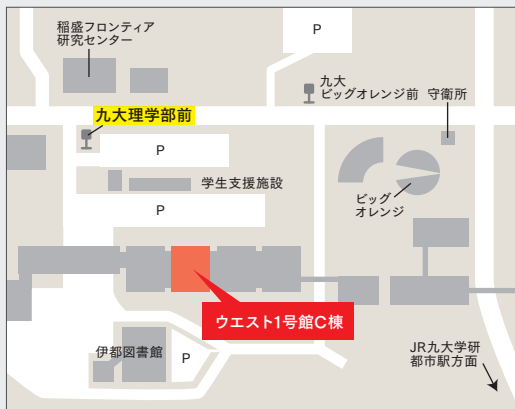 稲盛フロンティア
研究センター
P
九大
ビッグオレンジ前
守衛所
九大理学部前
P
学生支援施設
P
ビッグ
オレンジ
ウエスト1号館C棟
伊都図書館
P
JR九大学研
都市駅方面